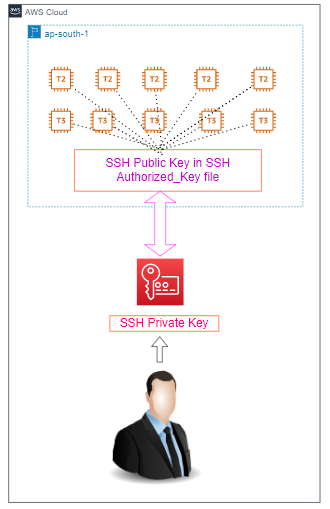 aws AWS Cloud
ap-south-1
T2 T2 T2 T2 T2
T3 T3 T3 T3 T3
SSH Public Key in SSH
Authorized_Key file
SSH Private Key